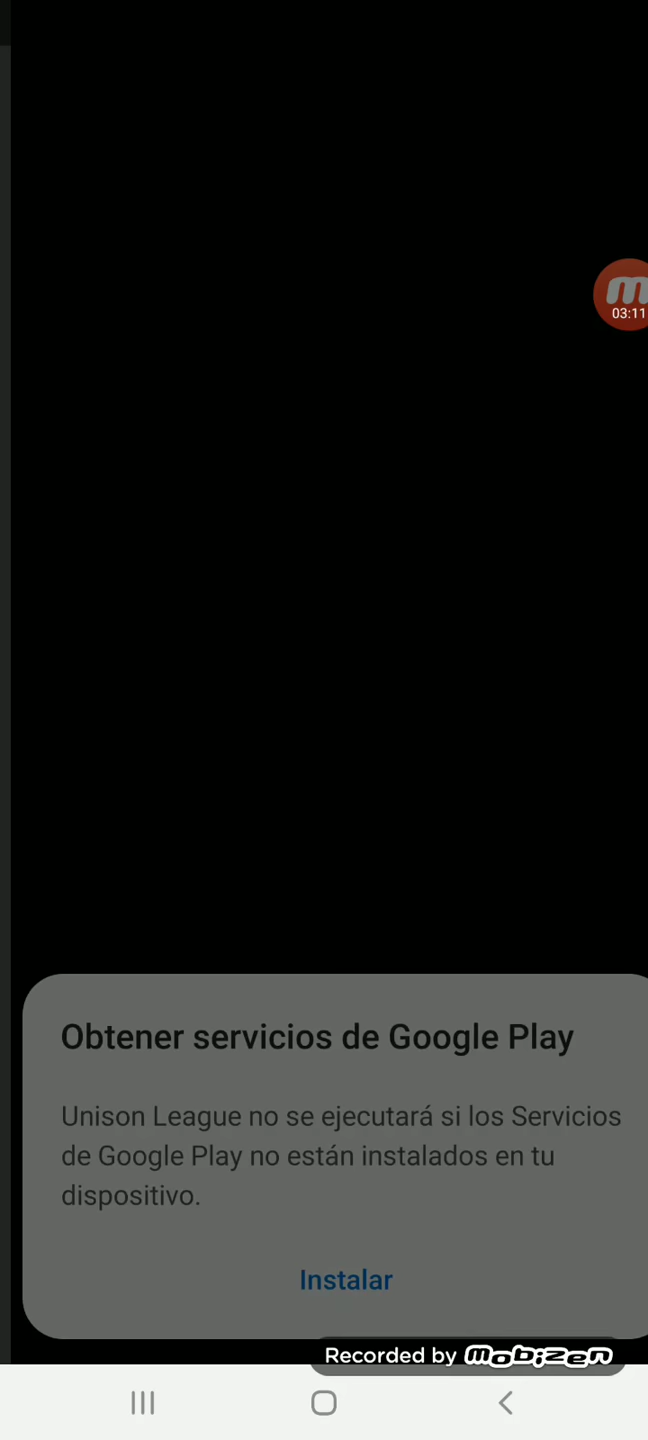 m
03:11
Obtener servicios de Google Play
Unison League no se ejecutará si los Servicios
de Google Play no están instalados en tu
dispositivo.
Instalar
Recorded by mobizen